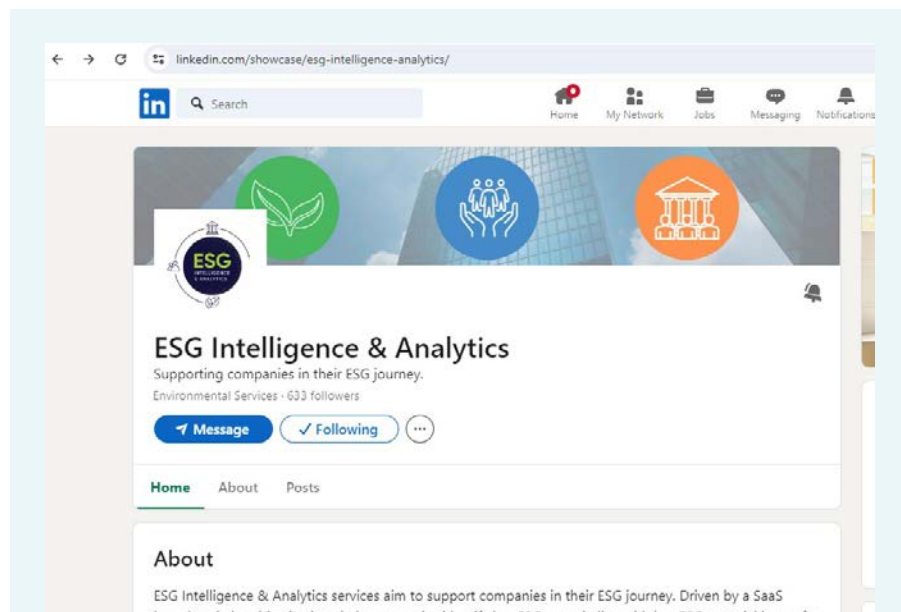 linkedin.com/showcase/esg-intelligence-analytics/
in Search
Home My Network Jobs Messaging Notifications
ESG
INTELLIGENCE
& ANALYTICS
ESG Intelligence & Analytics
Supporting companies in their ESG journey.
Environmental Services · 633 followers
Message Following
Home About Posts
About
ESG Intelligence & Analytics services aim to support companies in their ESG journey. Driven by a SaaS